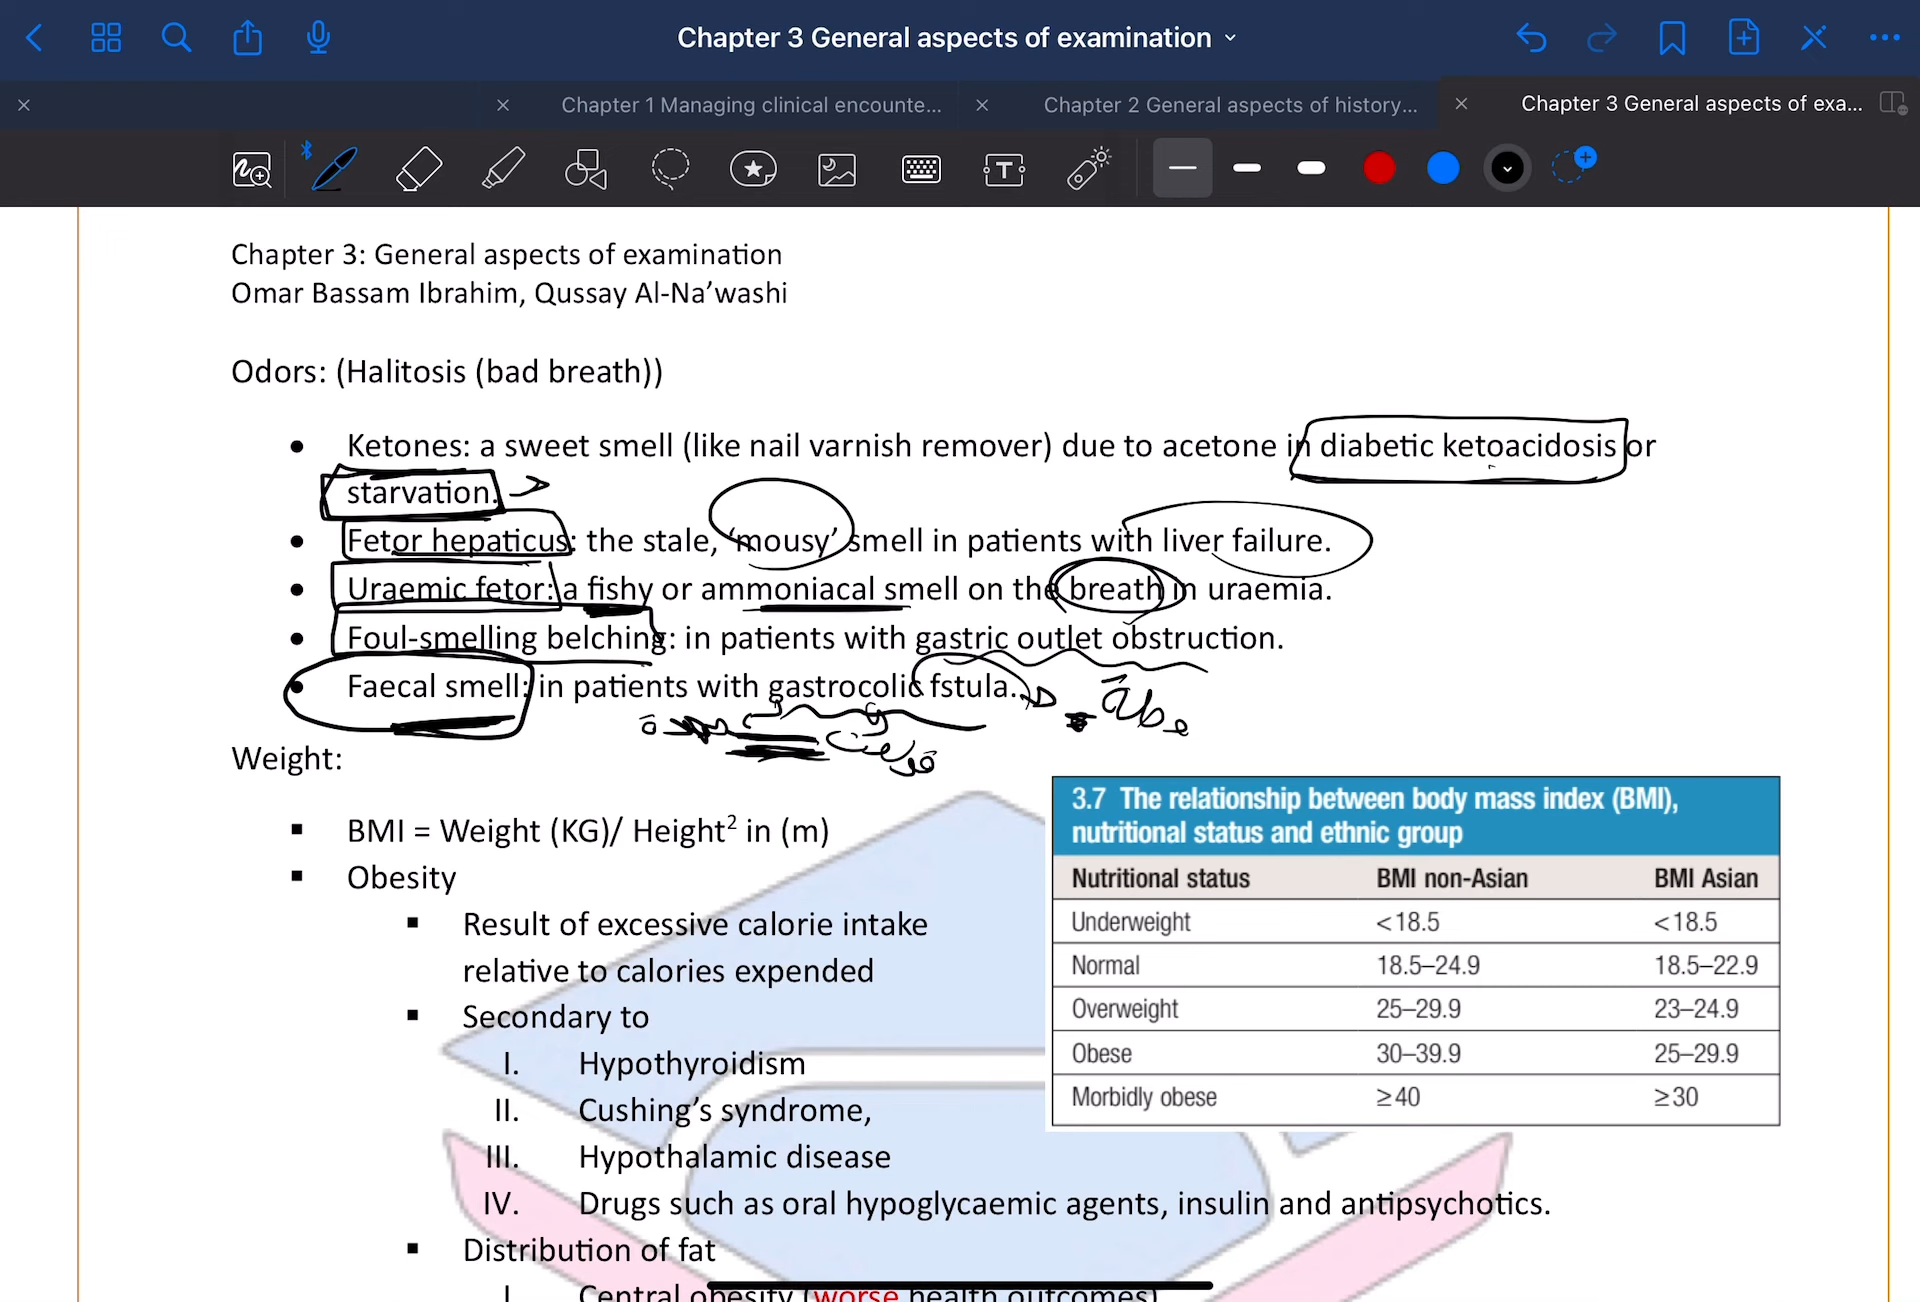 Chapter 3 General aspects of examination
Chapter 1 Managing clinical encounte...
Chapter 2 General aspects of history...
Chapter 3 General aspects of exa...
Chapter 3: General aspects of examination
Omar Bassam Ibrahim, Qussay Al-Na’washi
Odors: (Halitosis (bad breath))
• Ketones: a sweet smell (like nail varnish remover) due to acetone in diabetic ketoacidosis or
starvation.
• Fetor hepaticus: the stale, ‘mousy’ smell in patients with liver failure.
• Uraemic fetor: a fishy or ammoniacal smell on the breath in uraemia.
• Foul-smelling belching: in patients with gastric outlet obstruction.
• Faecal smell: in patients with gastrocolic fstula.
Weight:
▪ BMI = Weight (KG)/ Height² in (m)
▪ Obesity
▪ Result of excessive calorie intake
relative to calories expended
▪ Secondary to
I. Hypothyroidism
II. Cushing’s syndrome,
III. Hypothalamic disease
IV. Drugs such as oral hypoglycaemic agents, insulin and antipsychotics.
▪ Distribution of fat
I. Central obesity (worse health outcomes)
3.7 The relationship between body mass index (BMI),
nutritional status and ethnic group
Nutritional status BMI non-Asian BMI Asian
Underweight <18.5 <18.5
Normal 18.5–24.9 18.5–22.9
Overweight 25–29.9 23–24.9
Obese 30–39.9 25–29.9
Morbidly obese ≥40 ≥30